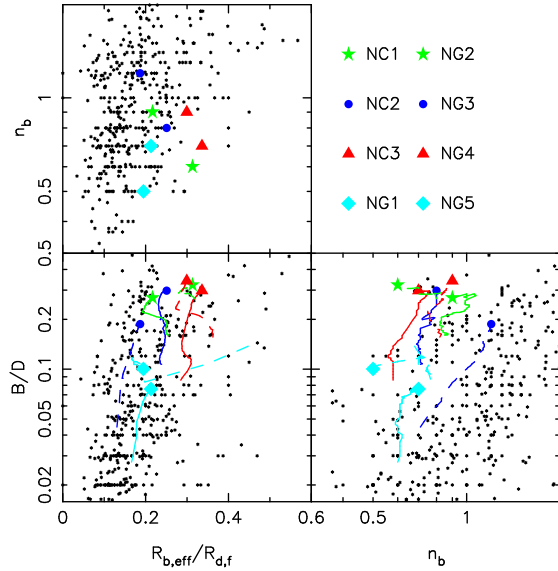 n_b
1
0.5
NC1 NG2
NC2 NG3
NC3 NG4
NG1 NG5
B/D
0.5
0.2
0.1
0.05
0.02
0 0.2 0.4 0.6
0.5 1
R_b,eff/R_d,f
n_b